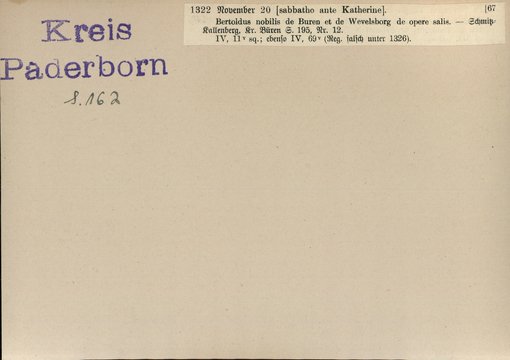 Kreis
Paderborn
S. 162
1322 November 20 [sabbatho ante Katherine]. [67
Bertoldus nobilis de Buren et de Wevelsborg de opere salis. — Schmitz-
Kallenberg, Kr. Büren S. 195, Nr. 12.
IV, 11ᵛ sq.; ebenso IV, 69ᵛ (Reg. falsch unter 1326).